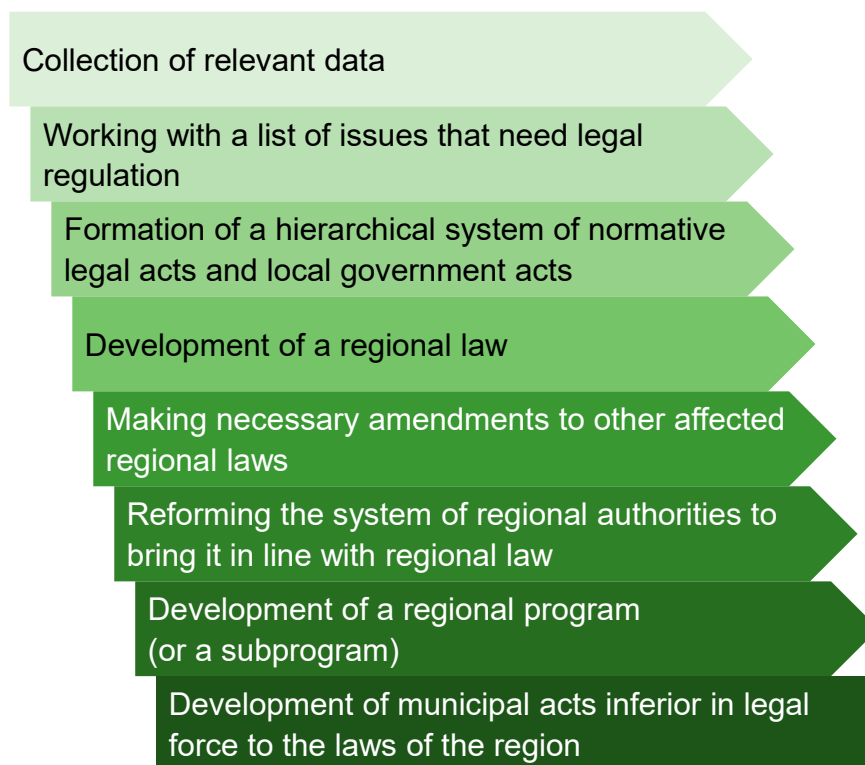 Collection of relevant data
Working with a list of issues that need legal
regulation
Formation of a hierarchical system of normative
legal acts and local government acts
Development of a regional law
Making necessary amendments to other affected
regional laws
Reforming the system of regional authorities to
bring it in line with regional law
Development of a regional program
(or a subprogram)
Development of municipal acts inferior in legal
force to the laws of the region